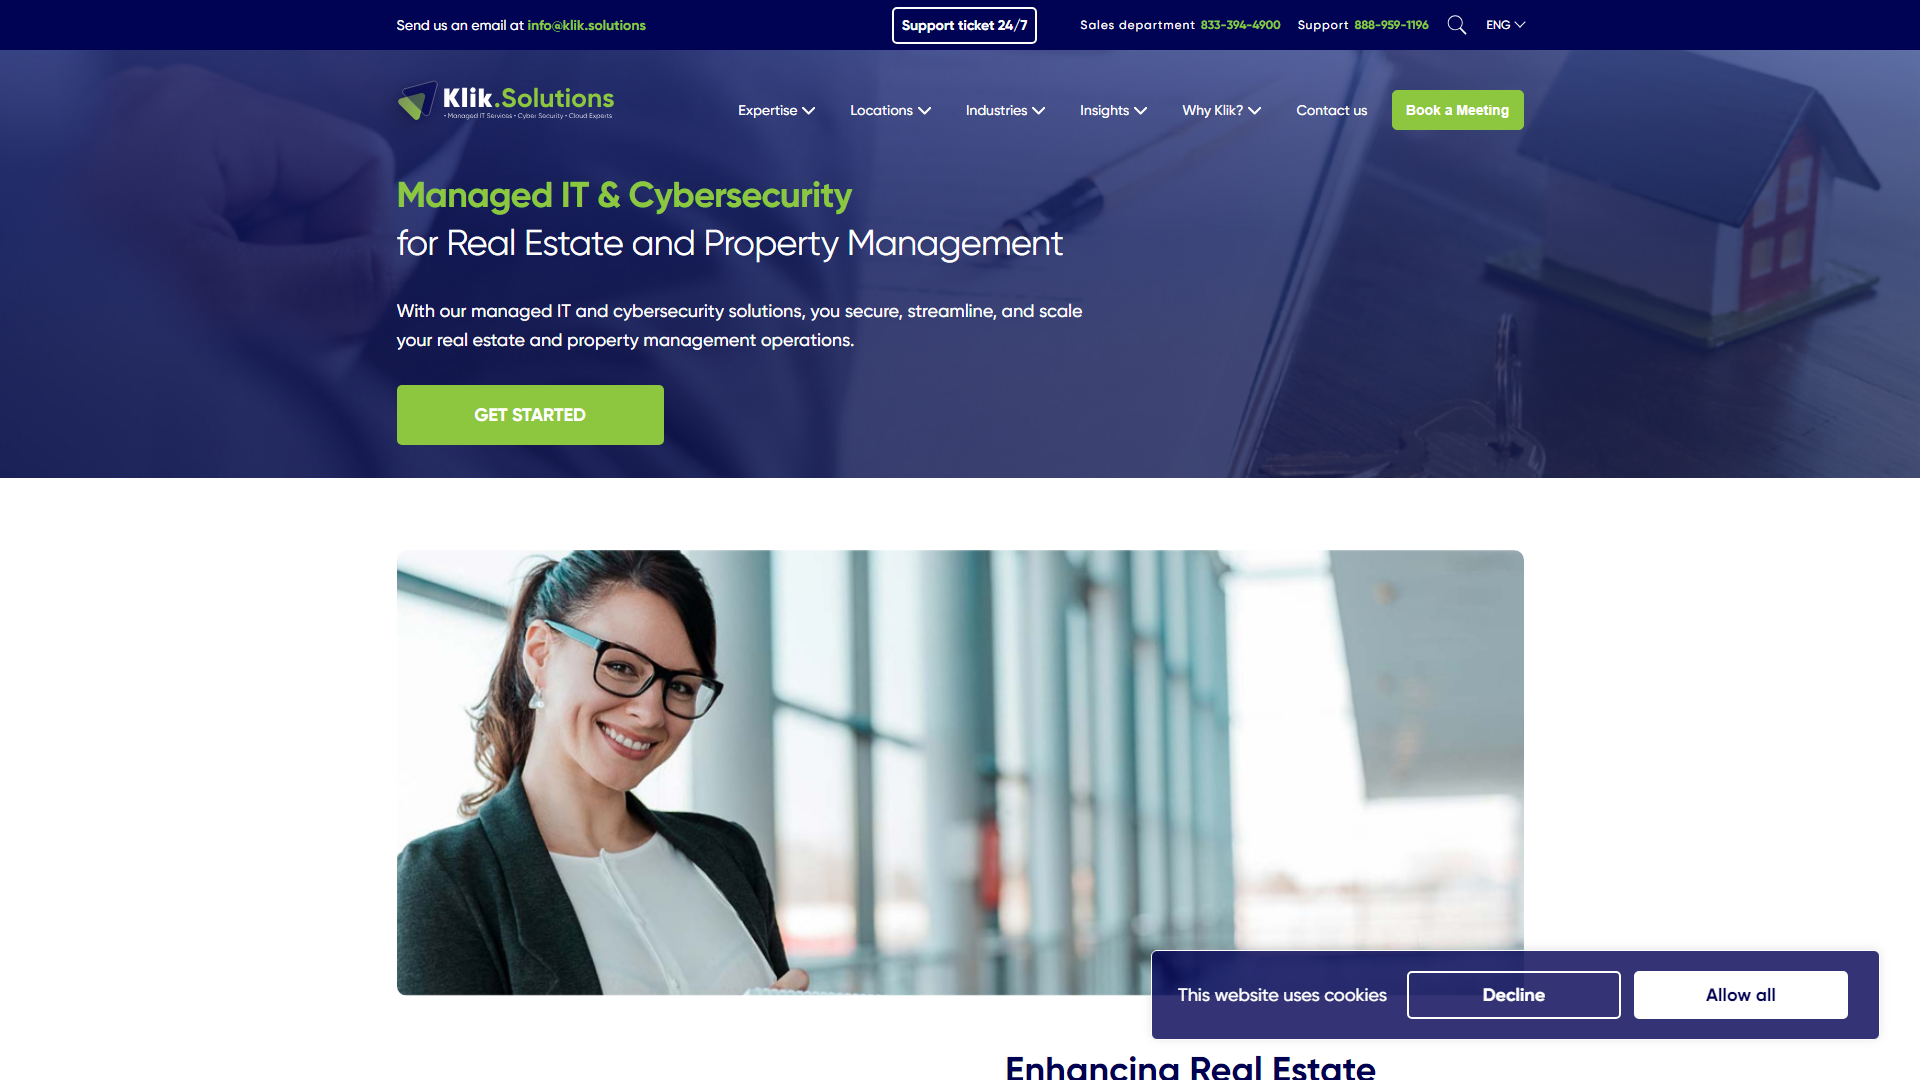 Send us an email at info@klik.solutions
Support ticket 24/7
Sales department 833-394-4900
Support 888-959-1196
ENG
Klik.Solutions
• Managed IT Services • Cyber Security • Cloud Experts
Expertise
Locations
Industries
Insights
Why Klik?
Contact us
Book a Meeting
Managed IT & Cybersecurity
for Real Estate and Property Management
With our managed IT and cybersecurity solutions, you secure, streamline, and scale
your real estate and property management operations.
GET STARTED
This website uses cookies
Decline
Allow all
Enhancing Real Estate